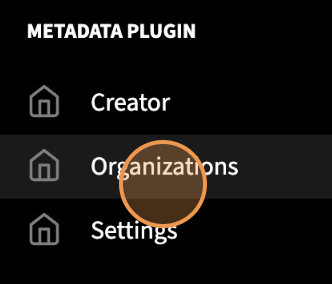 METADATA PLUGIN
Creator
Organizations
Settings